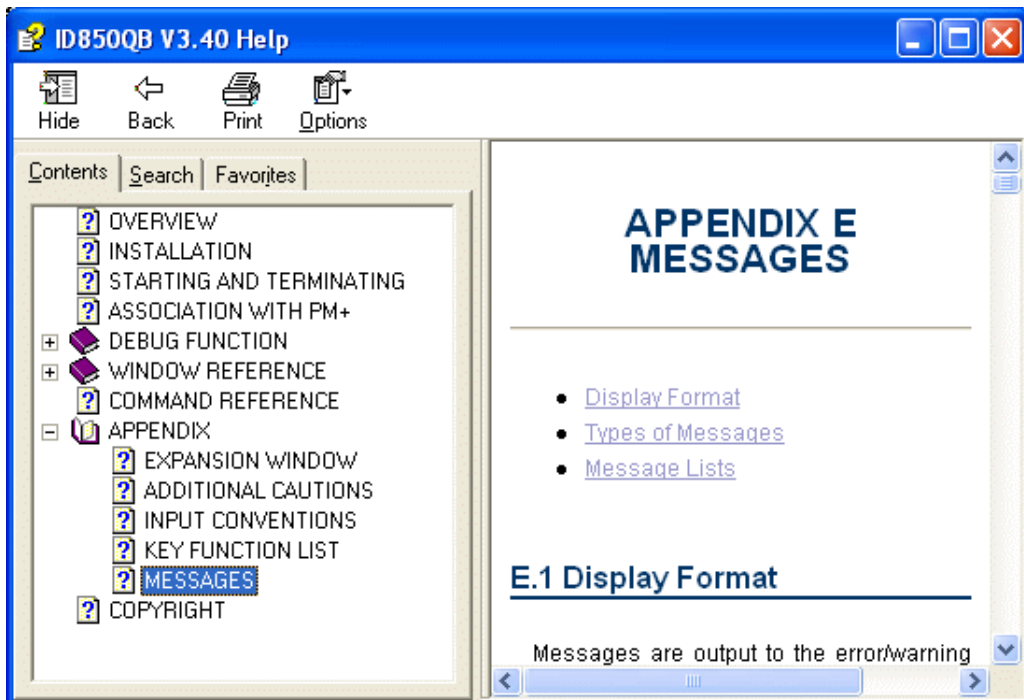 ID850QB V3.40 Help
Hide Back Print Options
Contents Search Favorites
OVERVIEW
INSTALLATION
STARTING AND TERMINATING
ASSOCIATION WITH PM+
DEBUG FUNCTION
WINDOW REFERENCE
COMMAND REFERENCE
APPENDIX
EXPANSION WINDOW
ADDITIONAL CAUTIONS
INPUT CONVENTIONS
KEY FUNCTION LIST
MESSAGES
COPYRIGHT
APPENDIX E
MESSAGES
Display Format
Types of Messages
Message Lists
E.1 Display Format
Messages are output to the error/warning